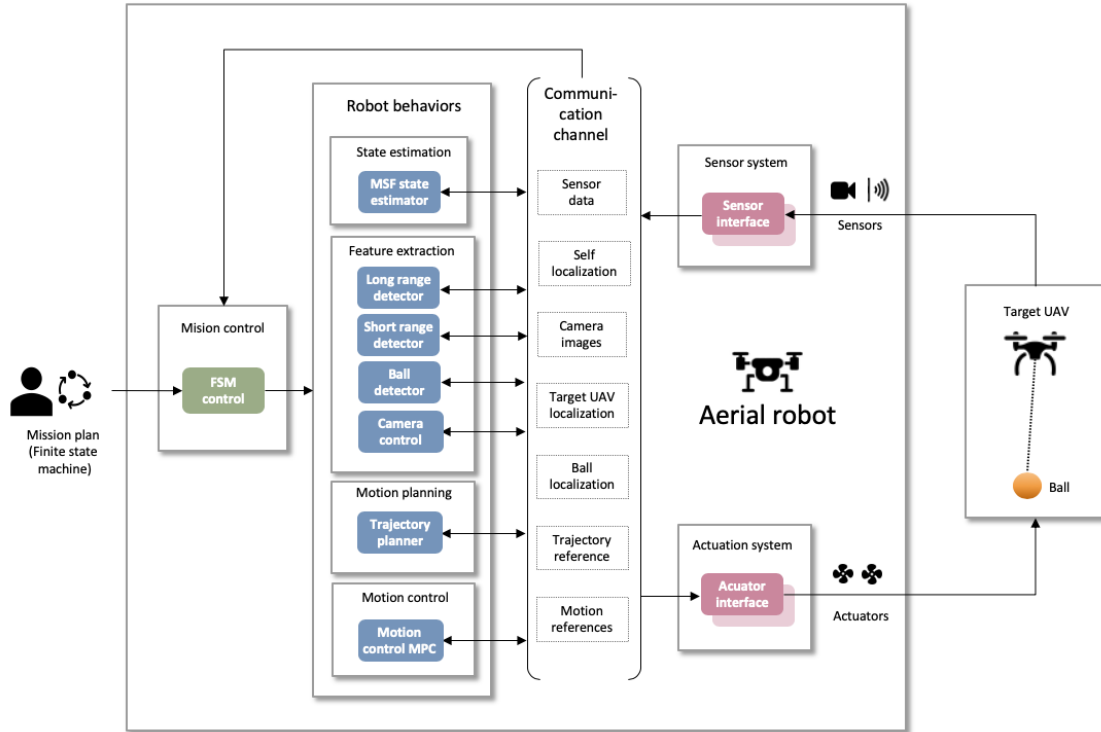 Robot behaviors
Communi-
cation
channel
State estimation
MSF state
estimator
Feature extraction
Long range
detector
Short range
detector
Ball
detector
Camera
control
Motion planning
Trajectory
planner
Motion control
Motion
control MPC
Sensor
data
Self
localization
Camera
images
Target UAV
localization
Ball
localization
Trajectory
reference
Motion
references
Mision control
FSM
control
Mission plan
(Finite state
machine)
Sensor system
Sensor
interface
Sensors
Aerial robot
Actuation system
Acuator
interface
Actuators
Target UAV
Ball